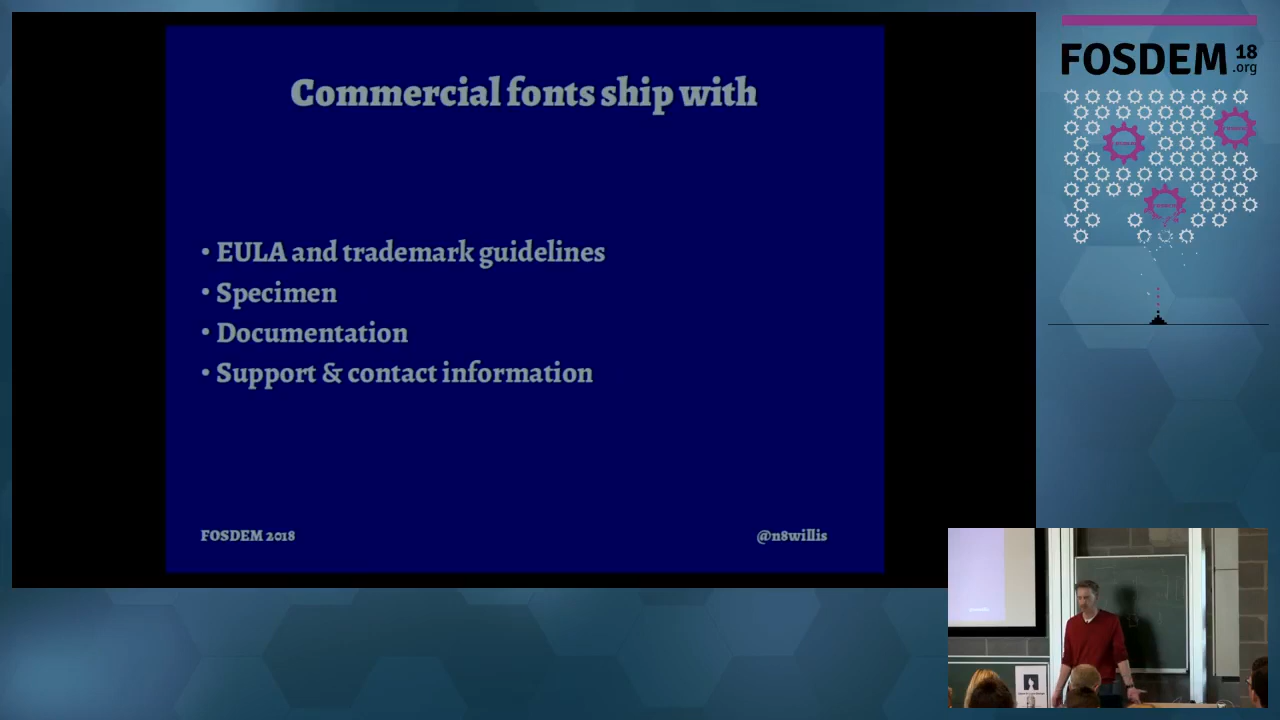 Commercial fonts ship with
• EULA and trademark guidelines
• Specimen
• Documentation
• Support & contact information
FOSDEM 2018
@n8willis
FOSDEM 18
.org